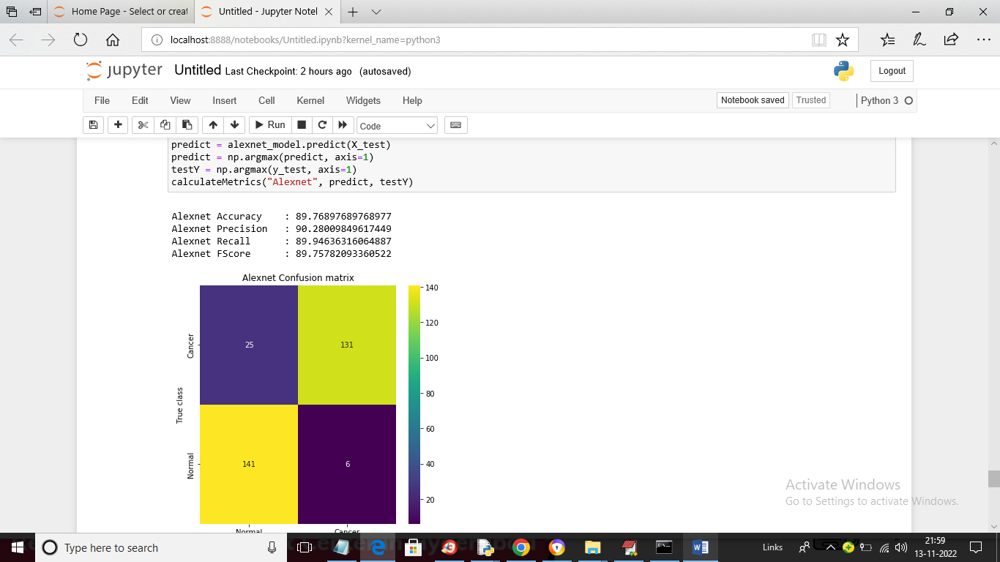 Home Page - Select or creat
Untitled - Jupyter Notel
localhost:8888/notebooks/Untitled.ipynb?kernel_name=python3
jupyter Untitled Last Checkpoint: 2 hours ago (autosaved)
Logout
File Edit View Insert Cell Kernel Widgets Help
Notebook saved Trusted Python 3
Run Code
predict = alexnet_model.predict(X_test)
predict = np.argmax(predict, axis=1)
testY = np.argmax(y_test, axis=1)
calculateMetrics("Alexnet", predict, testY)
Alexnet Accuracy : 89.76897689768977
Alexnet Precision : 90.28009849617449
Alexnet Recall : 89.94636316064887
Alexnet FScore : 89.75782093360522
Alexnet Confusion matrix
140
120
100
80
60
40
20
Cancer
25 131
True class
Normal
141 6
Normal Cancer
Activate Windows
Go to Settings to activate Windows.
Type here to search
Links
21:59
13-11-2022